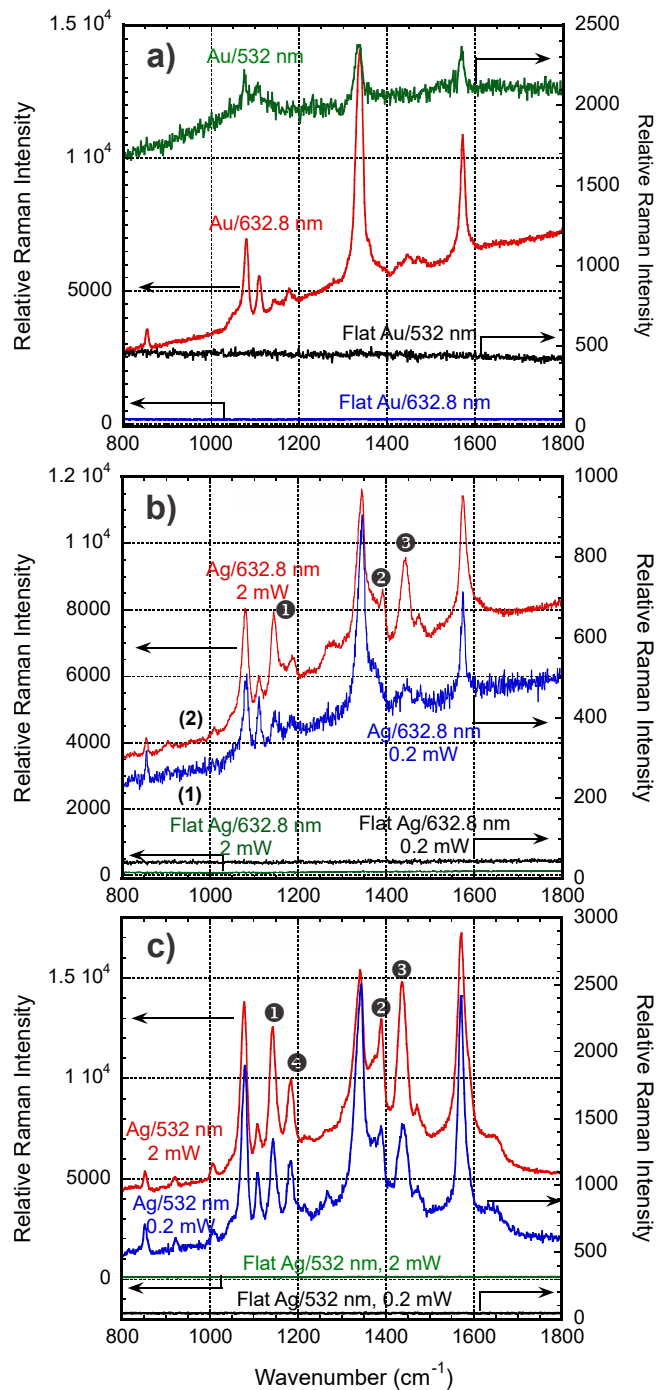 1.5 10⁴
2500
a)
Au/532 nm
2000
1 10⁴
1500
Au/632.8 nm
5000
1000
Flat Au/532 nm
500
Flat Au/632.8 nm
0
0
800 1000 1200 1400 1600 1800
Relative Raman Intensity
Relative Raman Intensity
1.2 10⁴
1000
b)
1 10⁴
❸
800
Ag/632.8 nm
2 mW
❷
❶
8000
600
6000
(2)
Ag/632.8 nm
0.2 mW
400
4000
(1)
200
2000
Flat Ag/632.8 nm
2 mW
Flat Ag/632.8 nm
0.2 mW
0
0
800 1000 1200 1400 1600 1800
Relative Raman Intensity
Relative Raman Intensity
3000
c)
1.5 10⁴
❸
2500
❶
❷
2000
❹
1 10⁴
1500
Ag/532 nm
2 mW
5000
1000
Ag/532 nm
0.2 mW
500
Flat Ag/532 nm, 2 mW
0
Flat Ag/532 nm, 0.2 mW
0
800 1000 1200 1400 1600 1800
Relative Raman Intensity
Relative Raman Intensity
Wavenumber (cm⁻¹)